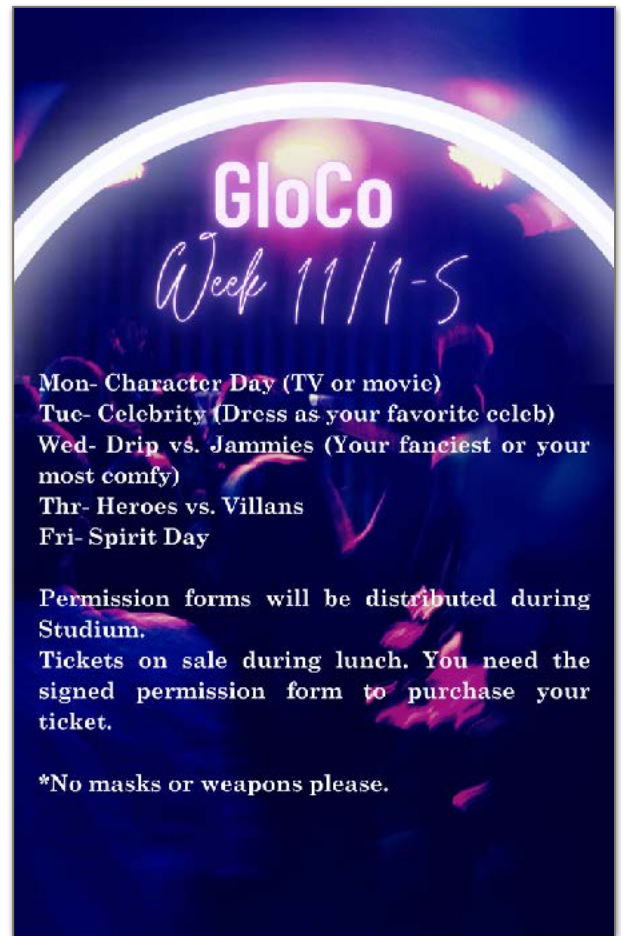 GloCo
Week 11/1-5
Mon- Character Day (TV or movie)
Tue- Celebrity (Dress as your favorite celeb)
Wed- Drip vs. Jammies (Your fanciest or your
most comfy)
Thr- Heroes vs. Villans
Fri- Spirit Day
Permission forms will be distributed during
Studium.
Tickets on sale during lunch. You need the
signed permission form to purchase your
ticket.
*No masks or weapons please.